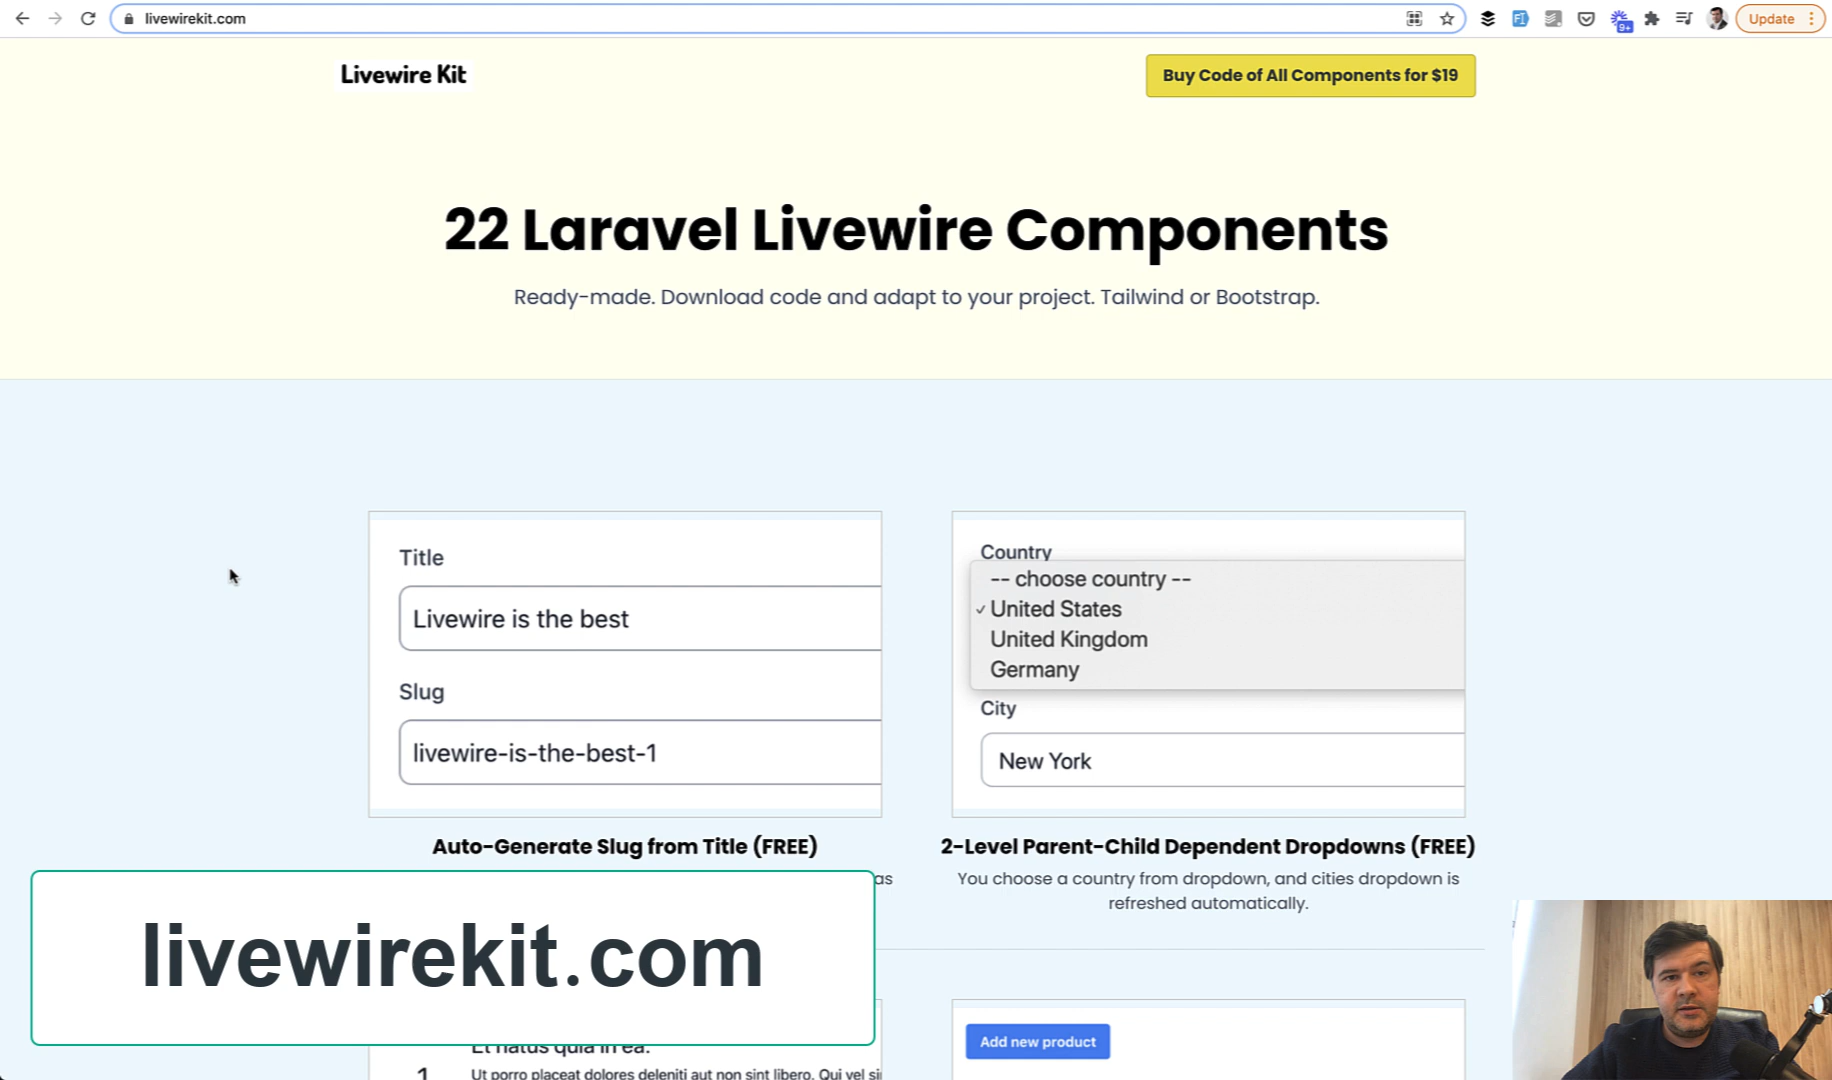 livewirekit.com
9+
Update
Livewire Kit
Buy Code of All Components for $19
22 Laravel Livewire Components
Ready-made. Download code and adapt to your project. Tailwind or Bootstrap.
Title
Livewire is the best
Slug
livewire-is-the-best-1
Country
-- choose country --
✓ United States
United Kingdom
Germany
City
New York
Auto-Generate Slug from Title (FREE)
as
2-Level Parent-Child Dependent Dropdowns (FREE)
You choose a country from dropdown, and cities dropdown is
refreshed automatically.
livewirekit.com
Et natus quia in ea.
1
Ut porro placeat dolores deleniti aut non sint libero. Qui vel si
Add new product